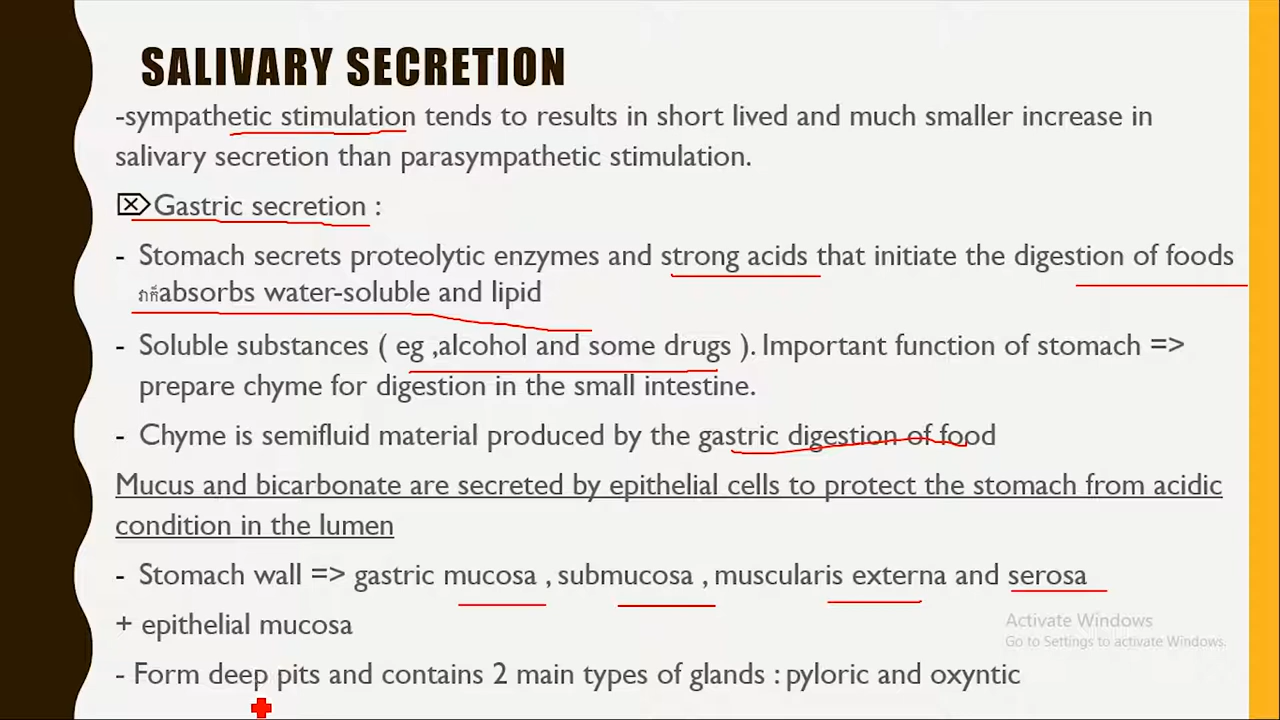 SALIVARY SECRETION
-sympathetic stimulation tends to results in short lived and much smaller increase in
salivary secretion than parasympathetic stimulation.
Gastric secretion :
- Stomach secrets proteolytic enzymes and strong acids that initiate the digestion of foods
absorbs water-soluble and lipid
- Soluble substances ( eg ,alcohol and some drugs ). Important function of stomach =>
prepare chyme for digestion in the small intestine.
- Chyme is semifluid material produced by the gastric digestion of food
Mucus and bicarbonate are secreted by epithelial cells to protect the stomach from acidic
condition in the lumen
- Stomach wall => gastric mucosa , submucosa , muscularis externa and serosa
+ epithelial mucosa
- Form deep pits and contains 2 main types of glands : pyloric and oxyntic
Activate Windows
Go to Settings to activate Windows.